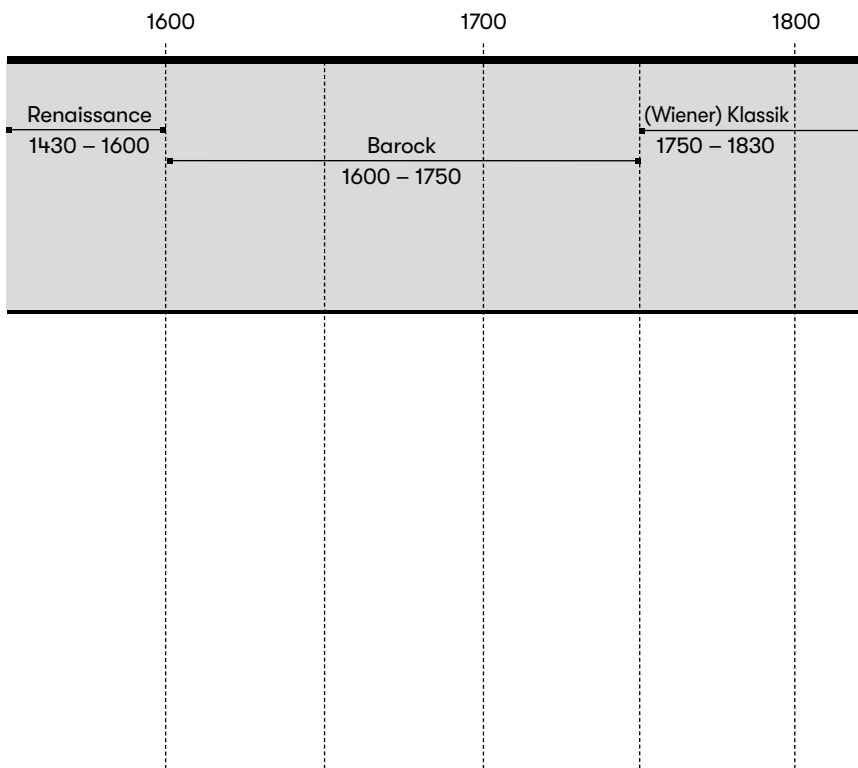 1600 1700 1800
Renaissance
1430 – 1600
Barock
1600 – 1750
(Wiener) Klassik
1750 – 1830